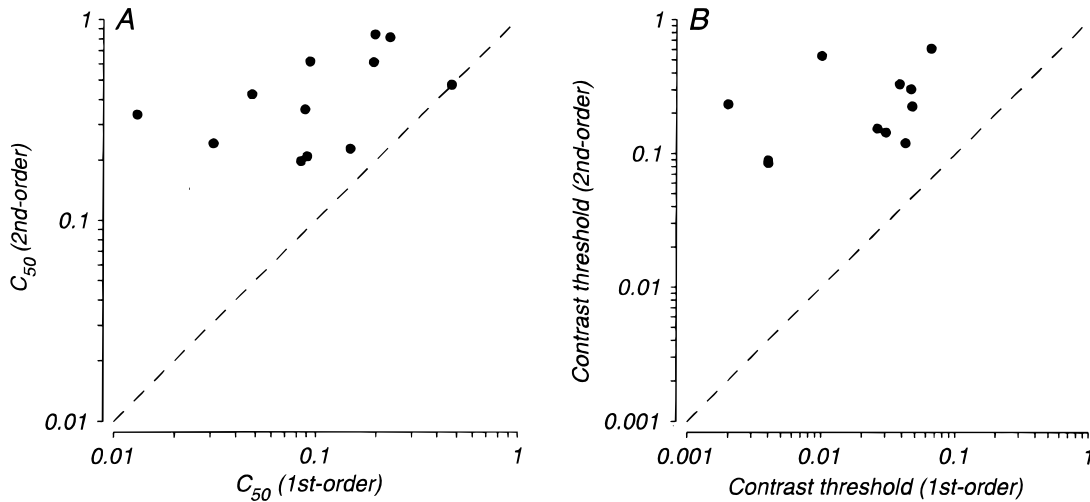 A
1
0.1
0.01
C50 (2nd-order)
0.01
0.1
1
C50 (1st-order)
B
1
0.1
0.01
0.001
Contrast threshold (2nd-order)
0.001
0.01
0.1
1
Contrast threshold (1st-order)